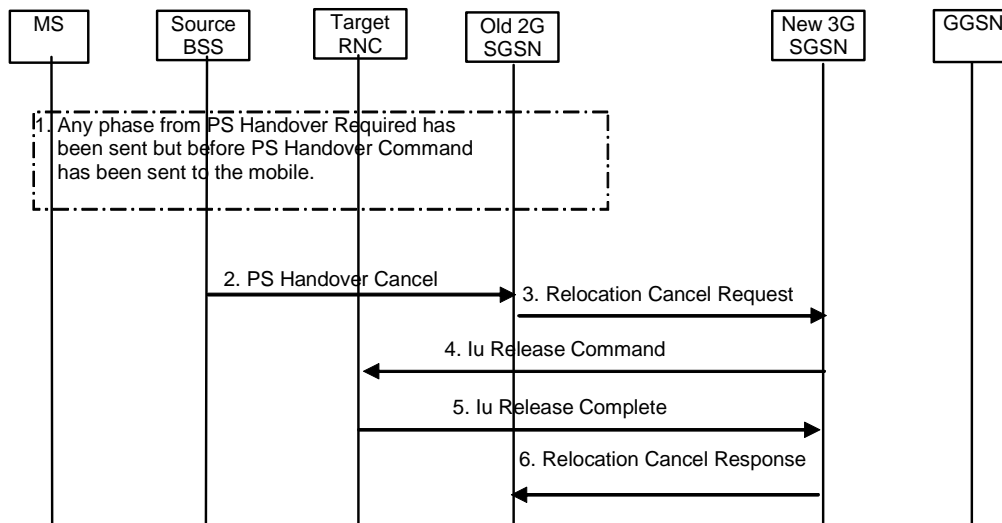 MS
Source
BSS
Target
RNC
Old 2G
SGSN
New 3G
SGSN
GGSN
1. Any phase from PS Handover Required has
been sent but before PS Handover Command
has been sent to the mobile.
2. PS Handover Cancel
3. Relocation Cancel Request
4. Iu Release Command
5. Iu Release Complete
6. Relocation Cancel Response